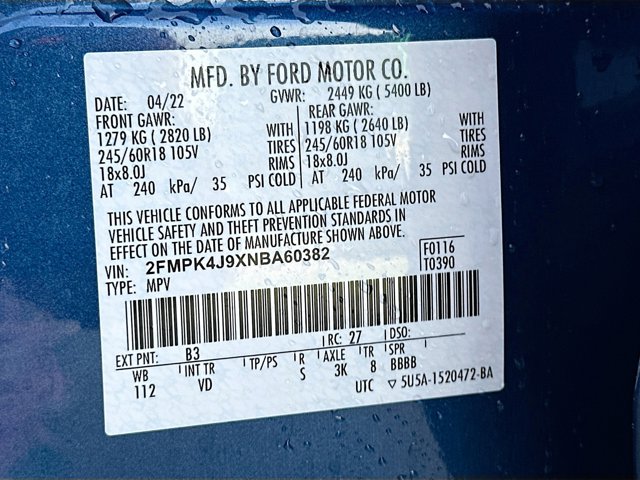 MFD. BY FORD MOTOR CO.
DATE: 04/22 GVWR: 2449 KG ( 5400 LB)
FRONT GAWR: REAR GAWR:
1279 KG ( 2820 LB) WITH 1198 KG ( 2640 LB) WITH
245/60R18 105V TIRES 245/60R18 105V TIRES
18x8.0J RIMS 18x8.0J RIMS
AT 240 kPa/ 35 PSI COLD AT 240 kPa/ 35 PSI COLD
THIS VEHICLE CONFORMS TO ALL APPLICABLE FEDERAL MOTOR
VEHICLE SAFETY AND THEFT PREVENTION STANDARDS IN
EFFECT ON THE DATE OF MANUFACTURE SHOWN ABOVE.
VIN: 2FMPK4J9XNBA60382 F0116
TYPE: MPV T0390
EXT PNT: B3 RC: 27 DSO:
WB INT TR TP/PS R AXLE TR SPR
112 VD S 3K 8 BBBB
UTC ▽ 5U5A-1520472-BA